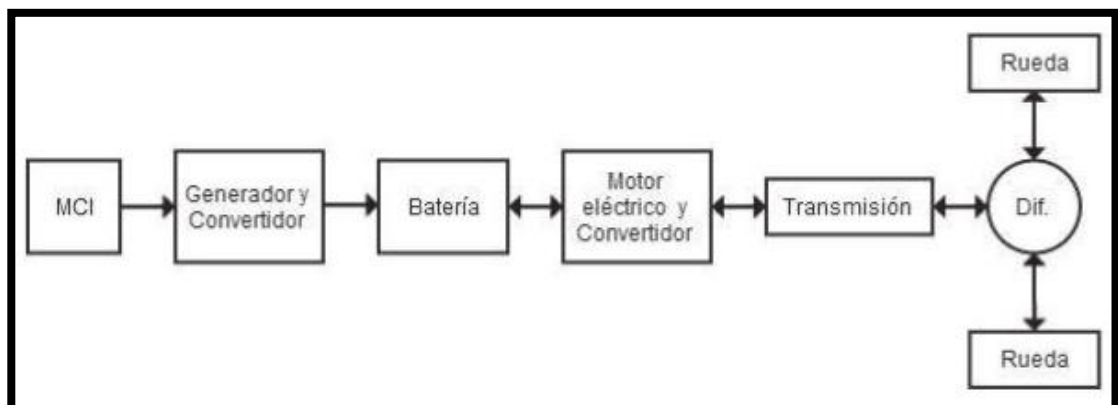 MCI
Generador y
Convertidor
Batería
Motor
eléctrico y
Convertidor
Transmisión
Dif.
Rueda
Rueda